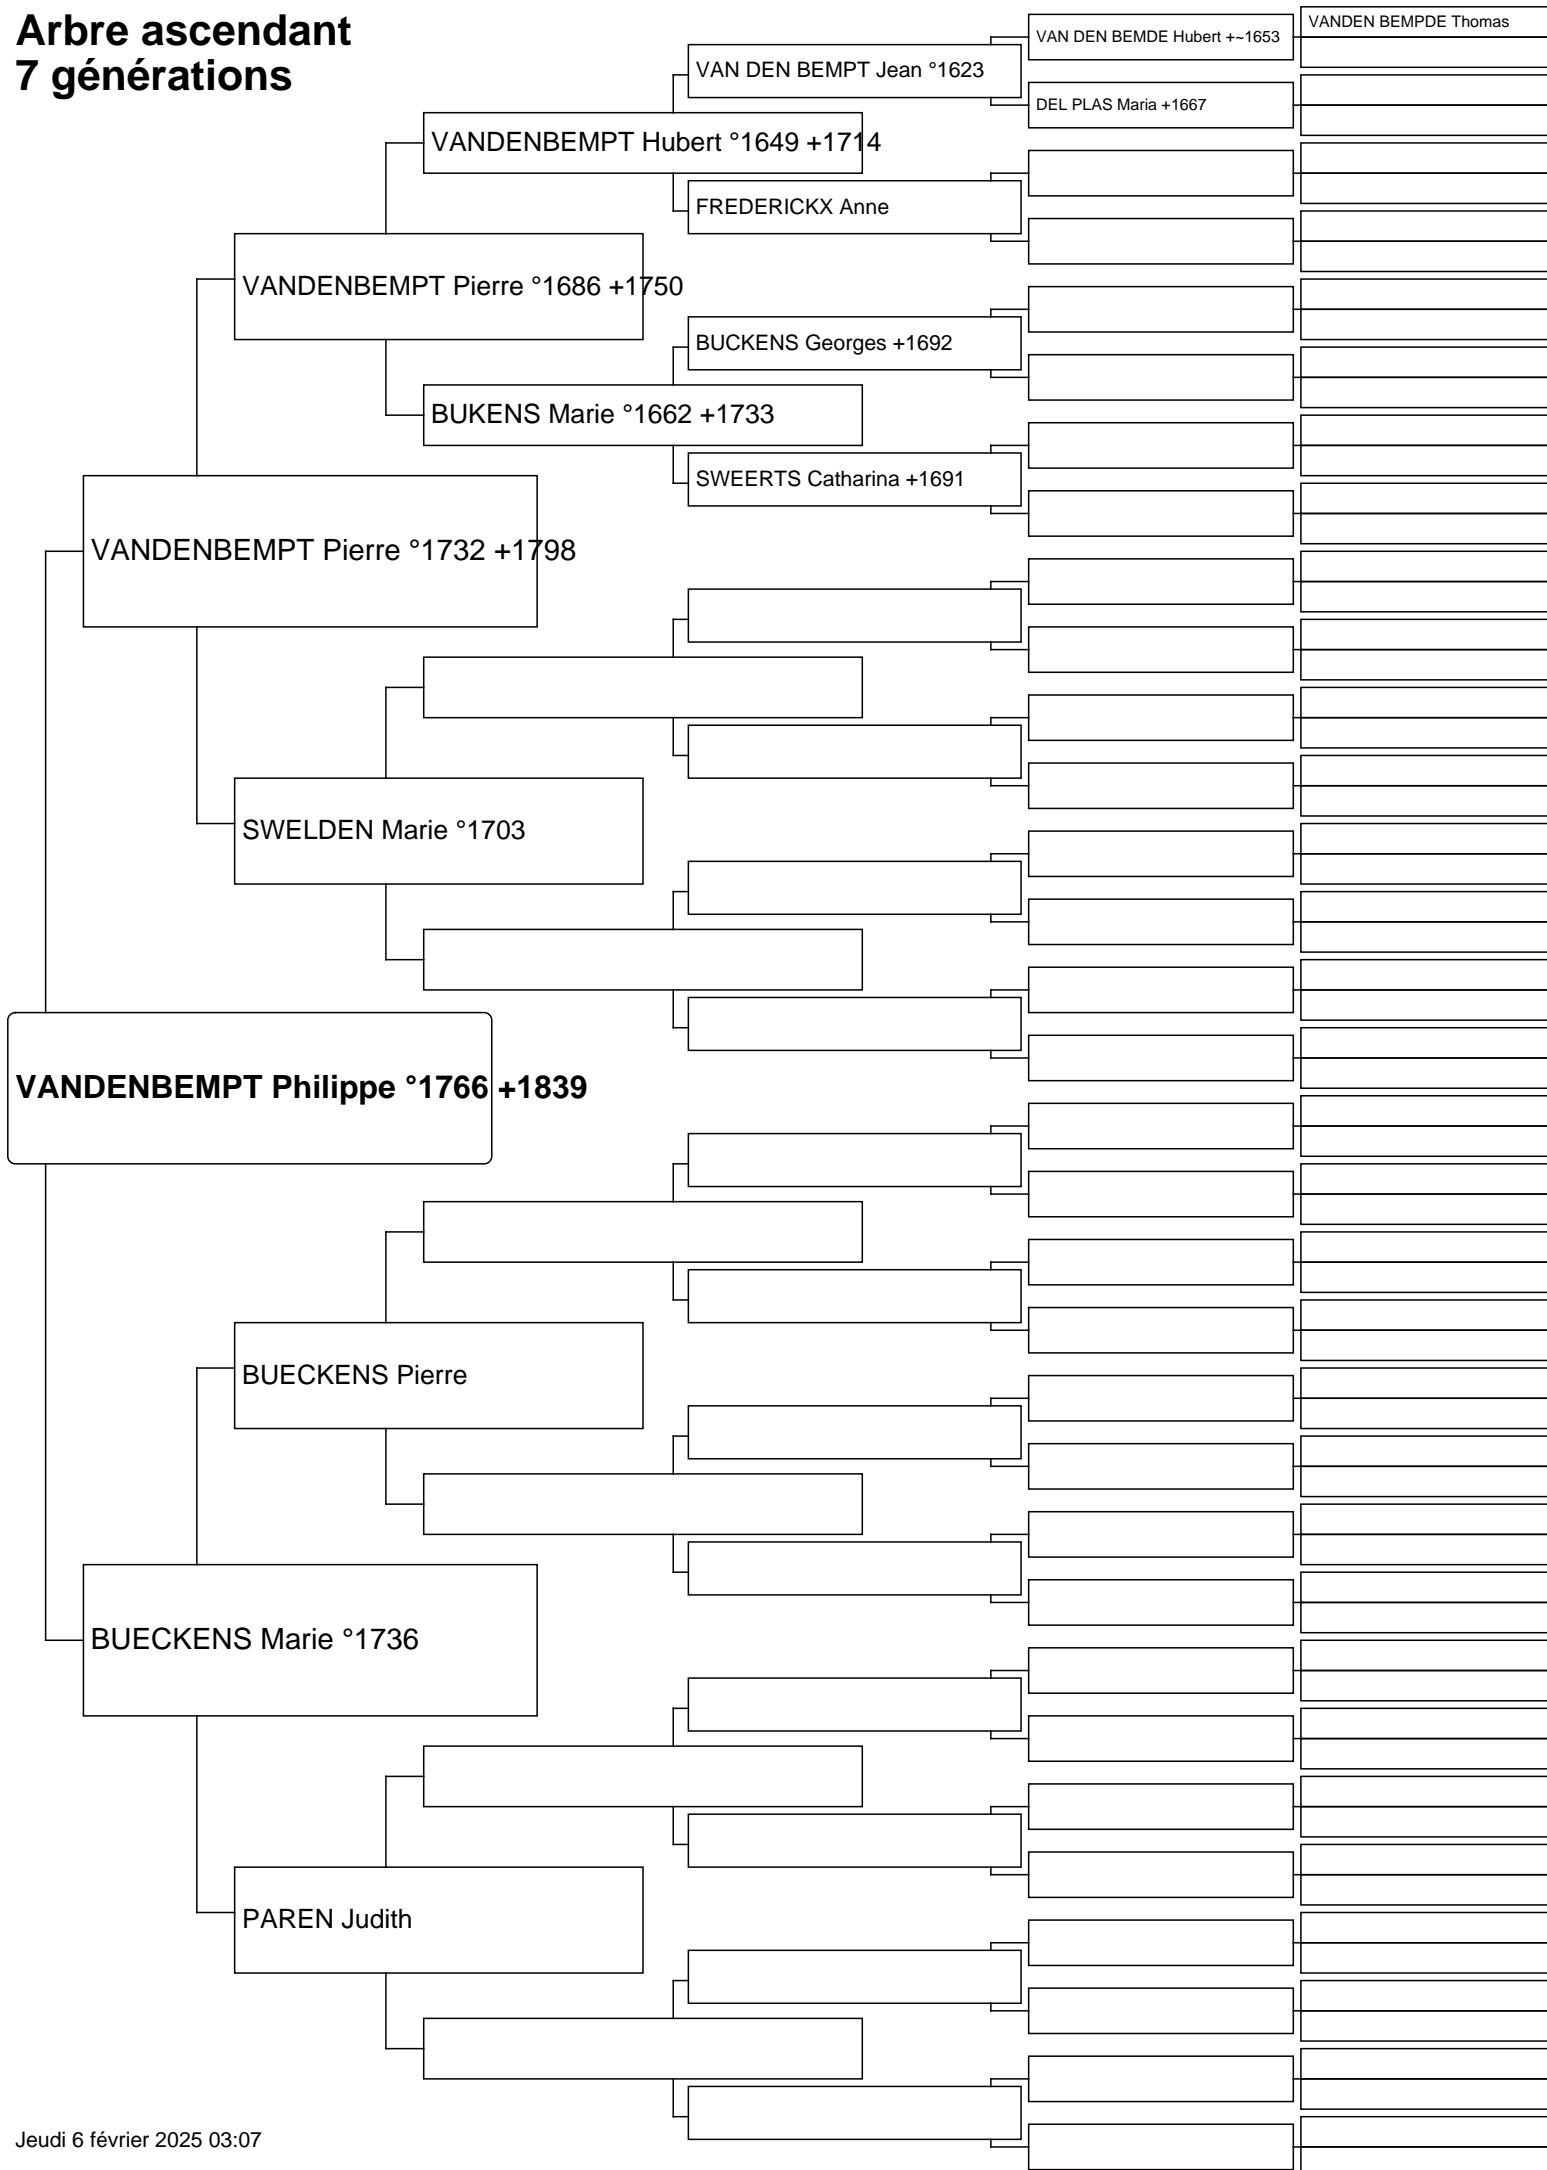 Arbre ascendant
7 générations
VANDEN BEMPDE Thomas
VAN DEN BEMDE Hubert +~1653
VAN DEN BEMPT Jean °1623
DEL PLAS Maria +1667
VANDENBEMPT Hubert °1649 +1714
FREDERICKX Anne
VANDENBEMPT Pierre °1686 +1750
BUCKENS Georges +1692
BUKENS Marie °1662 +1733
SWEERTS Catharina +1691
VANDENBEMPT Pierre °1732 +1798
SWELDEN Marie °1703
VANDENBEMPT Philippe °1766 +1839
BUECKENS Pierre
BUECKENS Marie °1736
PAREN Judith
Jeudi 6 février 2025 03:07